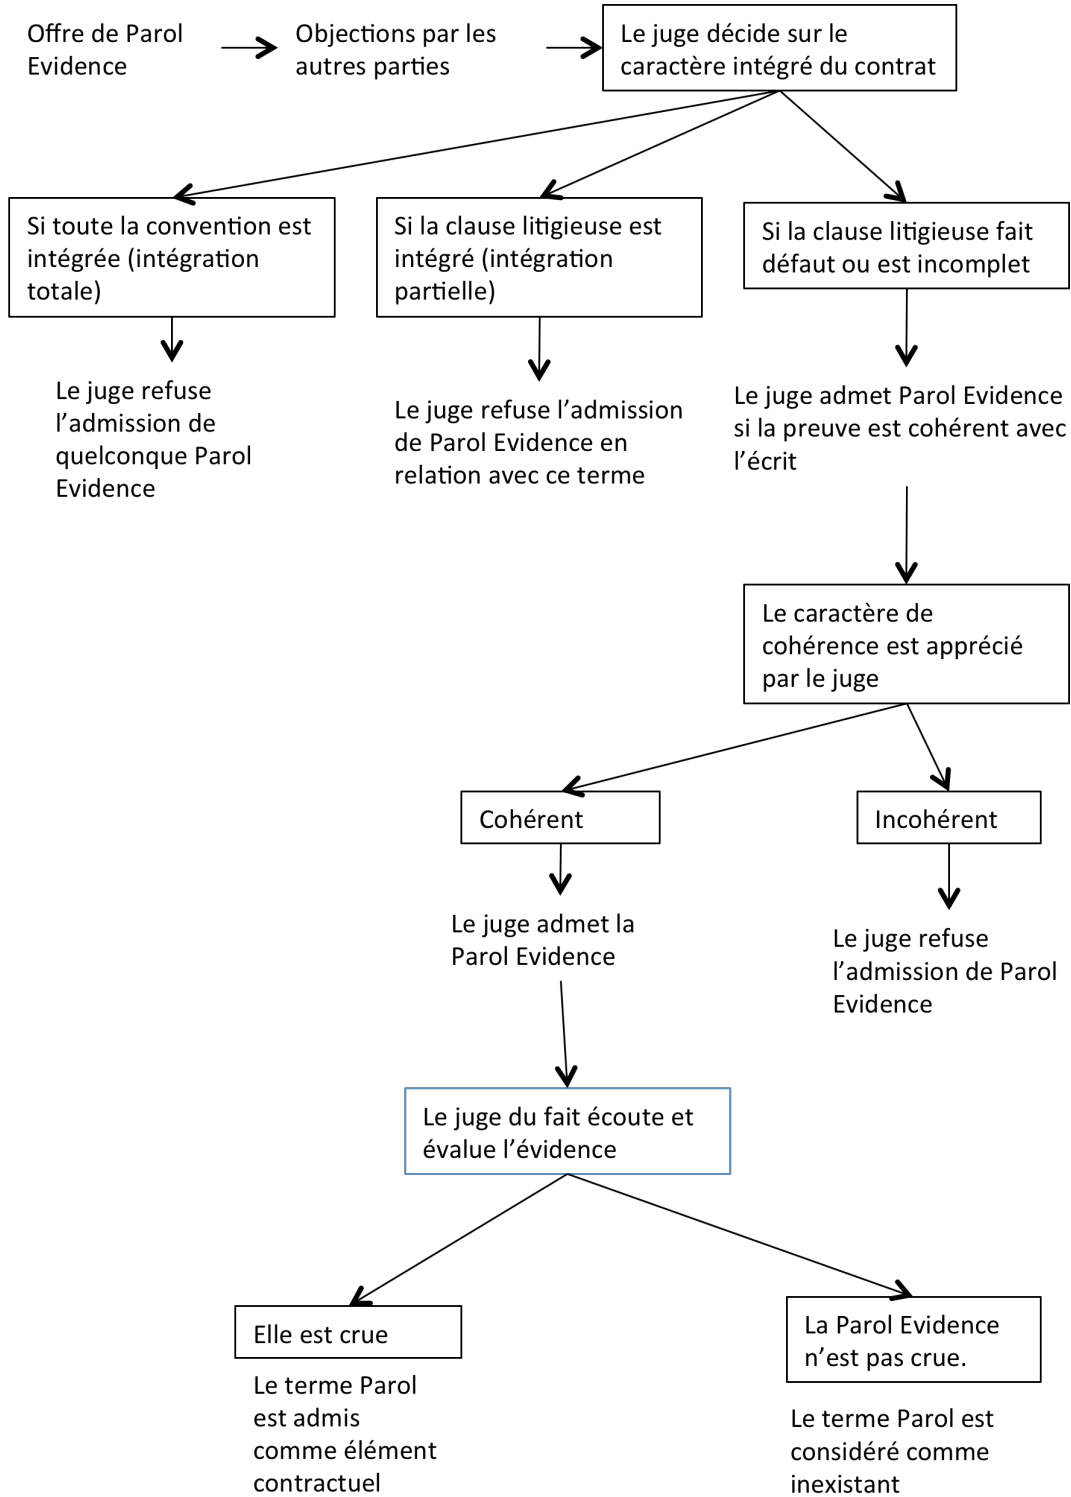 Offre de Parol
Evidence
Objections par les
autres parties
Le juge décide sur le
caractère intégré du contrat
Si toute la convention est
intégrée (intégration
totale)
Si la clause litigieuse est
intégré (intégration
partielle)
Si la clause litigieuse fait
défaut ou est incomplet
Le juge refuse
l’admission de
quelconque Parol
Evidence
Le juge refuse l’admission
de Parol Evidence en
relation avec ce terme
Le juge admet Parol Evidence
si la preuve est cohérent avec
l’écrit
Le caractère de
cohérence est apprécié
par le juge
Cohérent
Incohérent
Le juge admet la
Parol Evidence
Le juge refuse
l’admission de Parol
Evidence
Le juge du fait écoute et
évalue l’évidence
Elle est crue
La Parol Evidence
n’est pas crue.
Le terme Parol
est admis
comme élément
contractuel
Le terme Parol est
considéré comme
inexistant